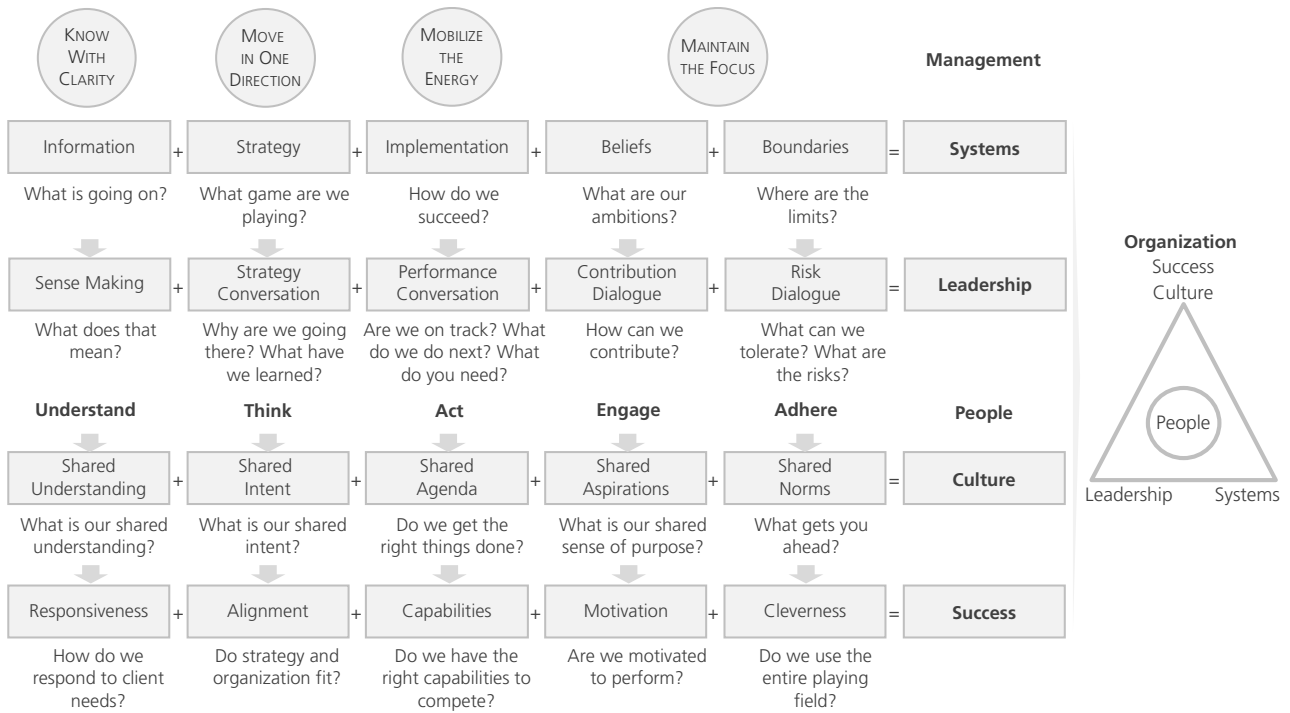 KNOW
WITH
CLARITY
MOVE
IN ONE
DIRECTION
MOBILIZE
THE
ENERGY
MAINTAIN
THE FOCUS
Management
Information + Strategy + Implementation + Beliefs + Boundaries = Systems
What is going on?
What game are we
playing?
How do we
succeed?
What are our
ambitions?
Where are the
limits?
Sense Making + Strategy
Conversation + Performance
Conversation + Contribution
Dialogue + Risk
Dialogue = Leadership
What does that
mean?
Why are we going
there? What have
we learned?
Are we on track? What
do we do next? What
do you need?
How can we
contribute?
What can we
tolerate? What are
the risks?
Understand
Think
Act
Engage
Adhere
People
Shared
Understanding + Shared
Intent + Shared
Agenda + Shared
Aspirations + Shared
Norms = Culture
What is our shared
understanding?
What is our shared
intent?
Do we get the
right things done?
What is our shared
sense of purpose?
What gets you
ahead?
Responsiveness + Alignment + Capabilities + Motivation + Cleverness = Success
How do we
respond to client
needs?
Do strategy and
organization fit?
Do we have the
right capabilities to
compete?
Are we motivated
to perform?
Do we use the
entire playing
field?
Organization
Success
Culture
People
Leadership
Systems